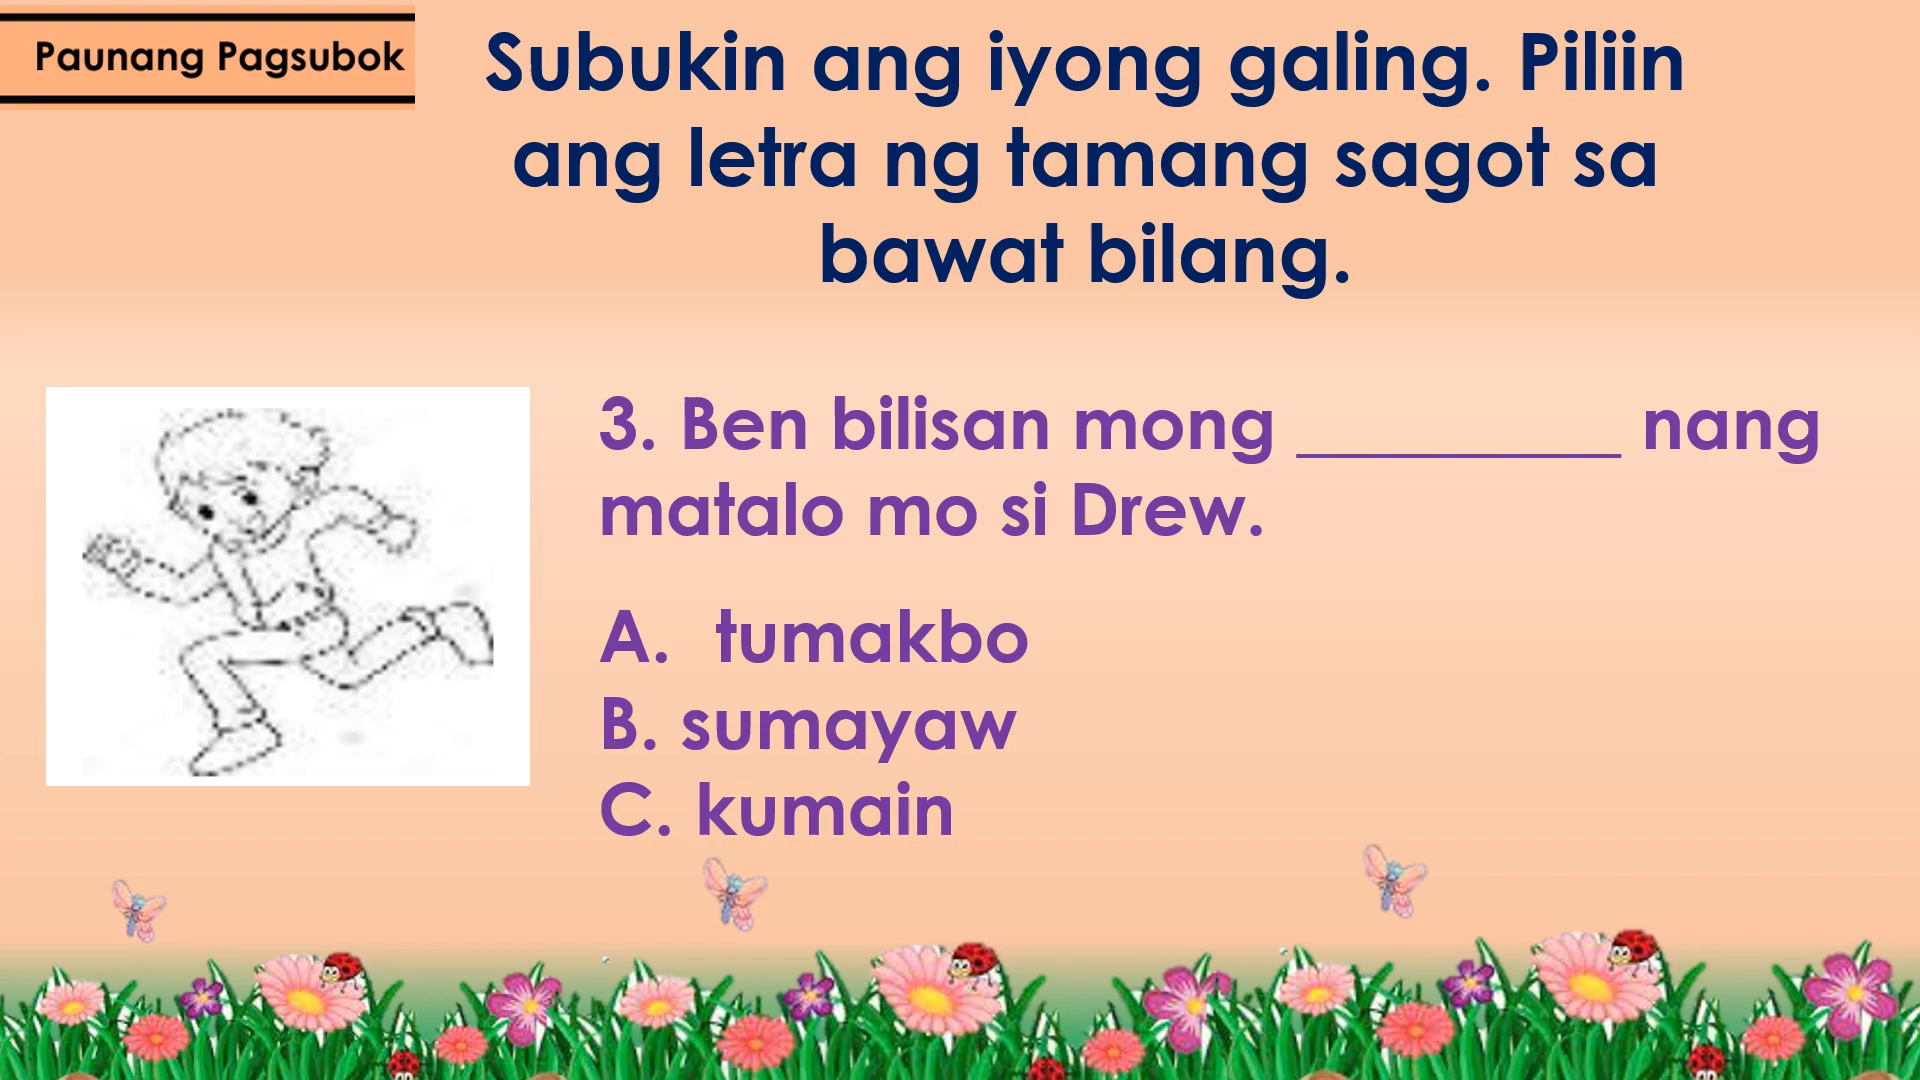 Paunang Pagsubok
Subukin ang iyong galing. Piliin
ang letra ng tamang sagot sa
bawat bilang.
3. Ben bilisan mong _________ nang
matalo mo si Drew.
A. tumakbo
B. sumayaw
C. kumain